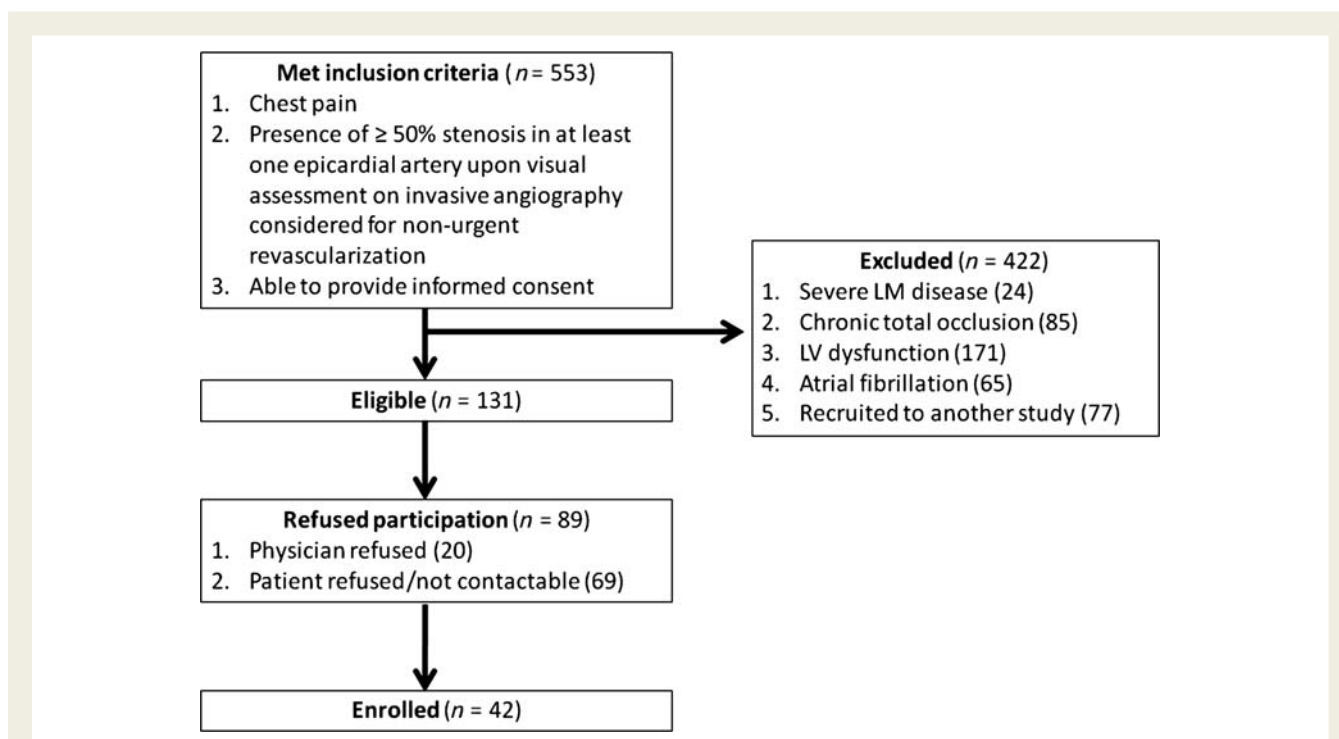 Met inclusion criteria (n = 553)
1. Chest pain
2. Presence of ≥ 50% stenosis in at least
one epicardial artery upon visual
assessment on invasive angiography
considered for non-urgent
revascularization
3. Able to provide informed consent
Excluded (n = 422)
1. Severe LM disease (24)
2. Chronic total occlusion (85)
3. LV dysfunction (171)
4. Atrial fibrillation (65)
5. Recruited to another study (77)
Eligible (n = 131)
Refused participation (n = 89)
1. Physician refused (20)
2. Patient refused/not contactable (69)
Enrolled (n = 42)